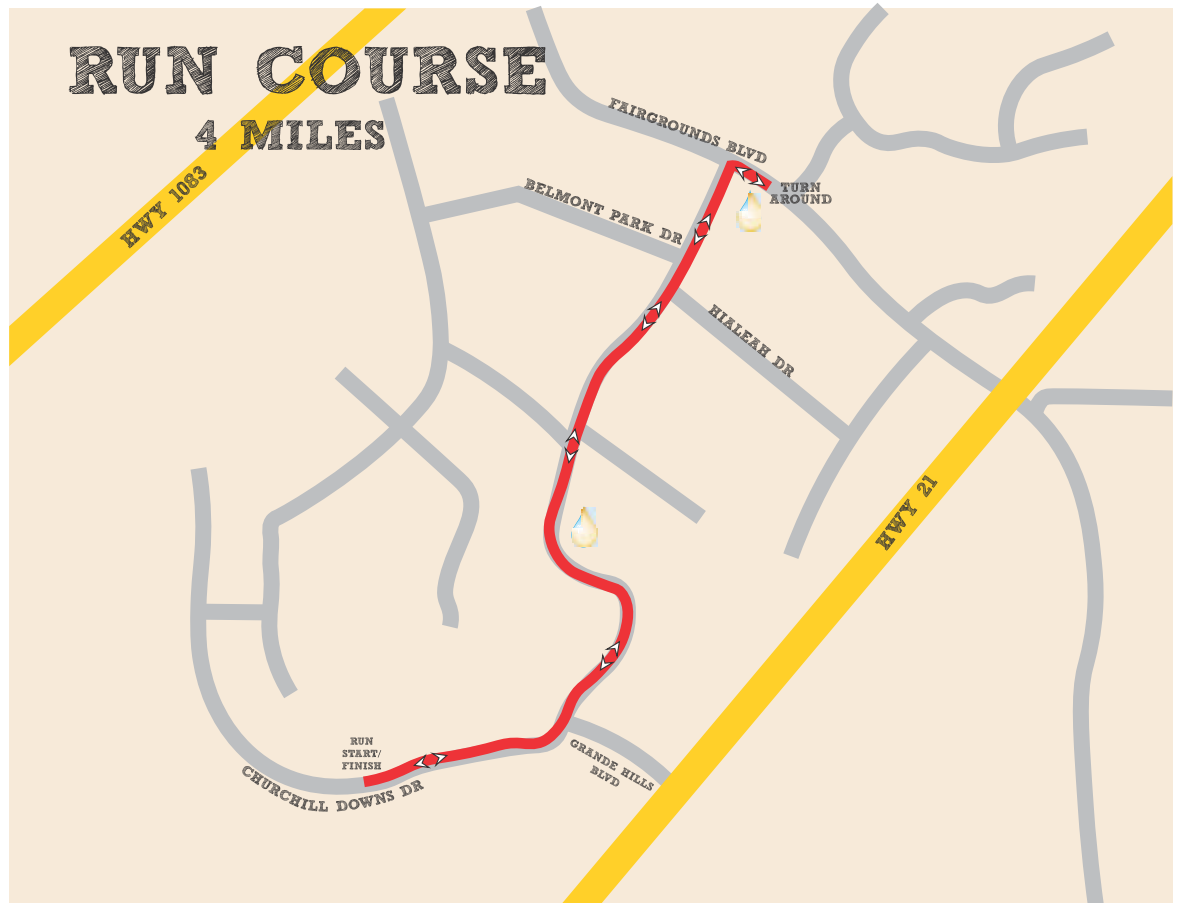 RUN COURSE
4 MILES
FAIRGROUNDS BLVD
HWY 1083
BELMONT PARK DR
TURN
AROUND
HIALEAH DR
HWY 21
RUN
START/
FINISH
GRANDE HILLS
BLVD
CHURCHILL DOWNS DR